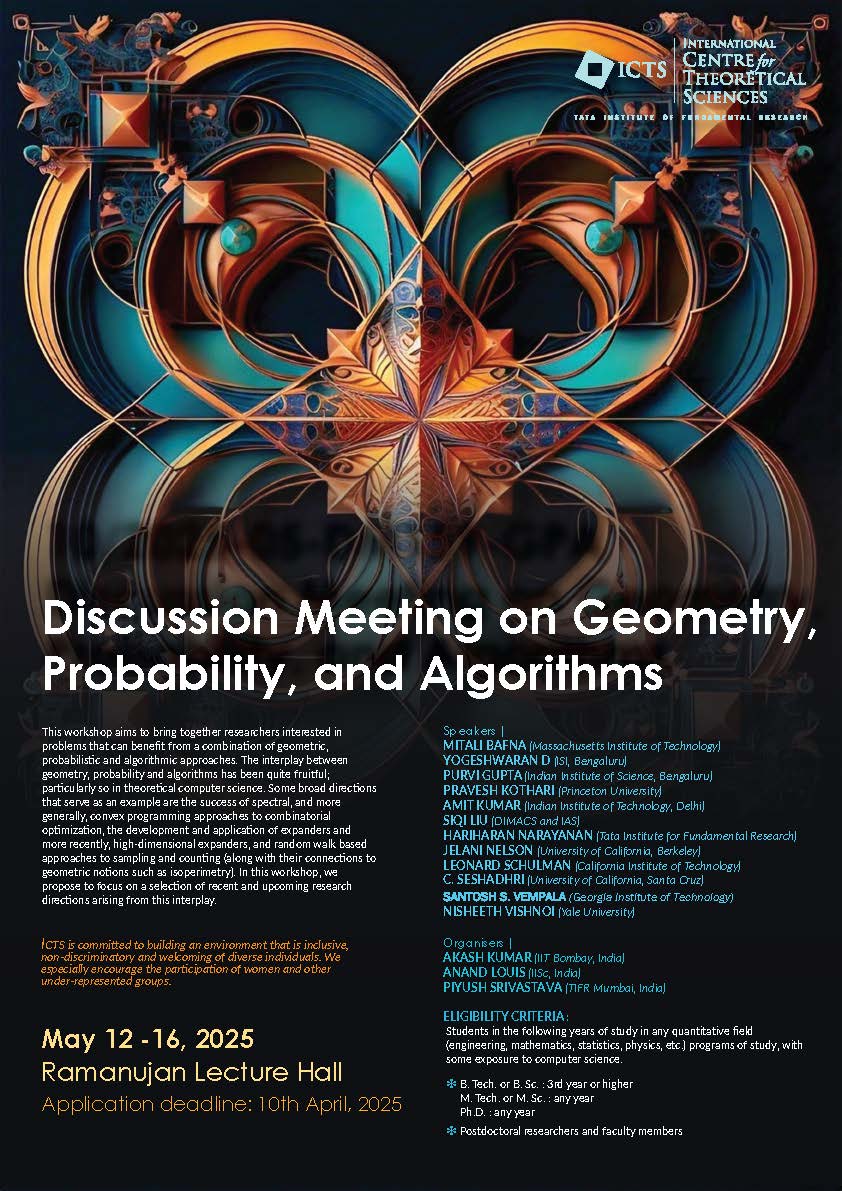 ICTS
INTERNATIONAL
CENTRE for
THEORETICAL
SCIENCES
TATA INSTITUTE OF FUNDAMENTAL RESEARCH
Discussion Meeting on Geometry,
Probability, and Algorithms
This workshop aims to bring together researchers interested in
problems that can benefit from a combination of geometric,
probabilistic and algorithmic approaches. The interplay between
geometry, probability and algorithms has been quite fruitful;
particularly so in theoretical computer science. Some broad directions
that serve as an example are the success of spectral, and more
generally, convex programming approaches to combinatorial
optimization, the development and application of expanders and
more recently, high-dimensional expanders, and random walk based
approaches to sampling and counting (along with their connections to
geometric notions such as isoperimetry). In this workshop, we
propose to focus on a selection of recent and upcoming research
directions arising from this interplay.
ICTS is committed to building an environment that is inclusive,
non-discriminatory and welcoming of diverse individuals. We
especially encourage the participation of women and other
under-represented groups.
May 12 -16, 2025
Ramanujan Lecture Hall
Application deadline: 10th April, 2025
Speakers |
MITALI BAFNA (Massachusetts Institute of Technology)
YOGESHWARAN D (ISI, Bengaluru)
PURVI GUPTA (Indian Institute of Science, Bengaluru)
PRAVESH KOTHARI (Princeton University)
AMIT KUMAR (Indian Institute of Technology, Delhi)
SIQI LIU (DIMACS and IAS)
HARIHARAN NARAYANAN (Tata Institute for Fundamental Research)
JELANI NELSON (University of California, Berkeley)
LEONARD SCHULMAN (California Institute of Technology)
C. SESHADHRI (University of California, Santa Cruz)
SANTOSH S. VEMPALA (Georgia Institute of Technology)
NISHEETH VISHNOI (Yale University)
Organisers |
AKASH KUMAR (IIT Bombay, India)
ANAND LOUIS (IISc, India)
PIYUSH SRIVASTAVA (TIFR Mumbai, India)
ELIGIBILITY CRITERIA:
Students in the following years of study in any quantitative field
(engineering, mathematics, statistics, physics, etc.) programs of study, with
some exposure to computer science.
✻ B. Tech. or B. Sc. : 3rd year or higher
M. Tech. or M. Sc. : any year
Ph.D. : any year
✻ Postdoctoral researchers and faculty members